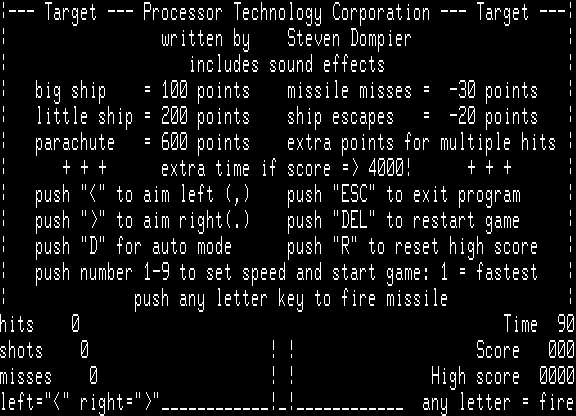 |--- Target --- Processor Technology Corporation --- Target ---|
written by    Steven Dompier
includes sound effects
big ship    = 100 points    missile misses =  -30 points
little ship = 200 points    ship escapes   =  -20 points
parachute   = 600 points    extra points for multiple hits
+ + +      extra time if score => 4000!      + + +
push "<" to aim left (,)    push "ESC" to exit program
push ">" to aim right(.)    push "DEL" to restart game
push "D" for auto mode      push "R" to reset high score
push number 1-9 to set speed and start game: 1 = fastest
push any letter key to fire missile
hits    0    Time  90
shots    0    Score   000
misses    0    High score  0000
left="<" right=">"____________|_|____________  any letter = fire